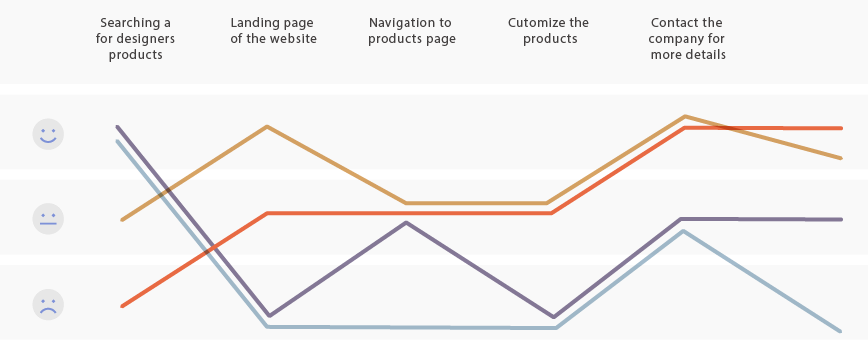 Searching a
for designers
products
Landing page
of the website
Navigation to
products page
Cutomize the
products
Contact the
company for
more details